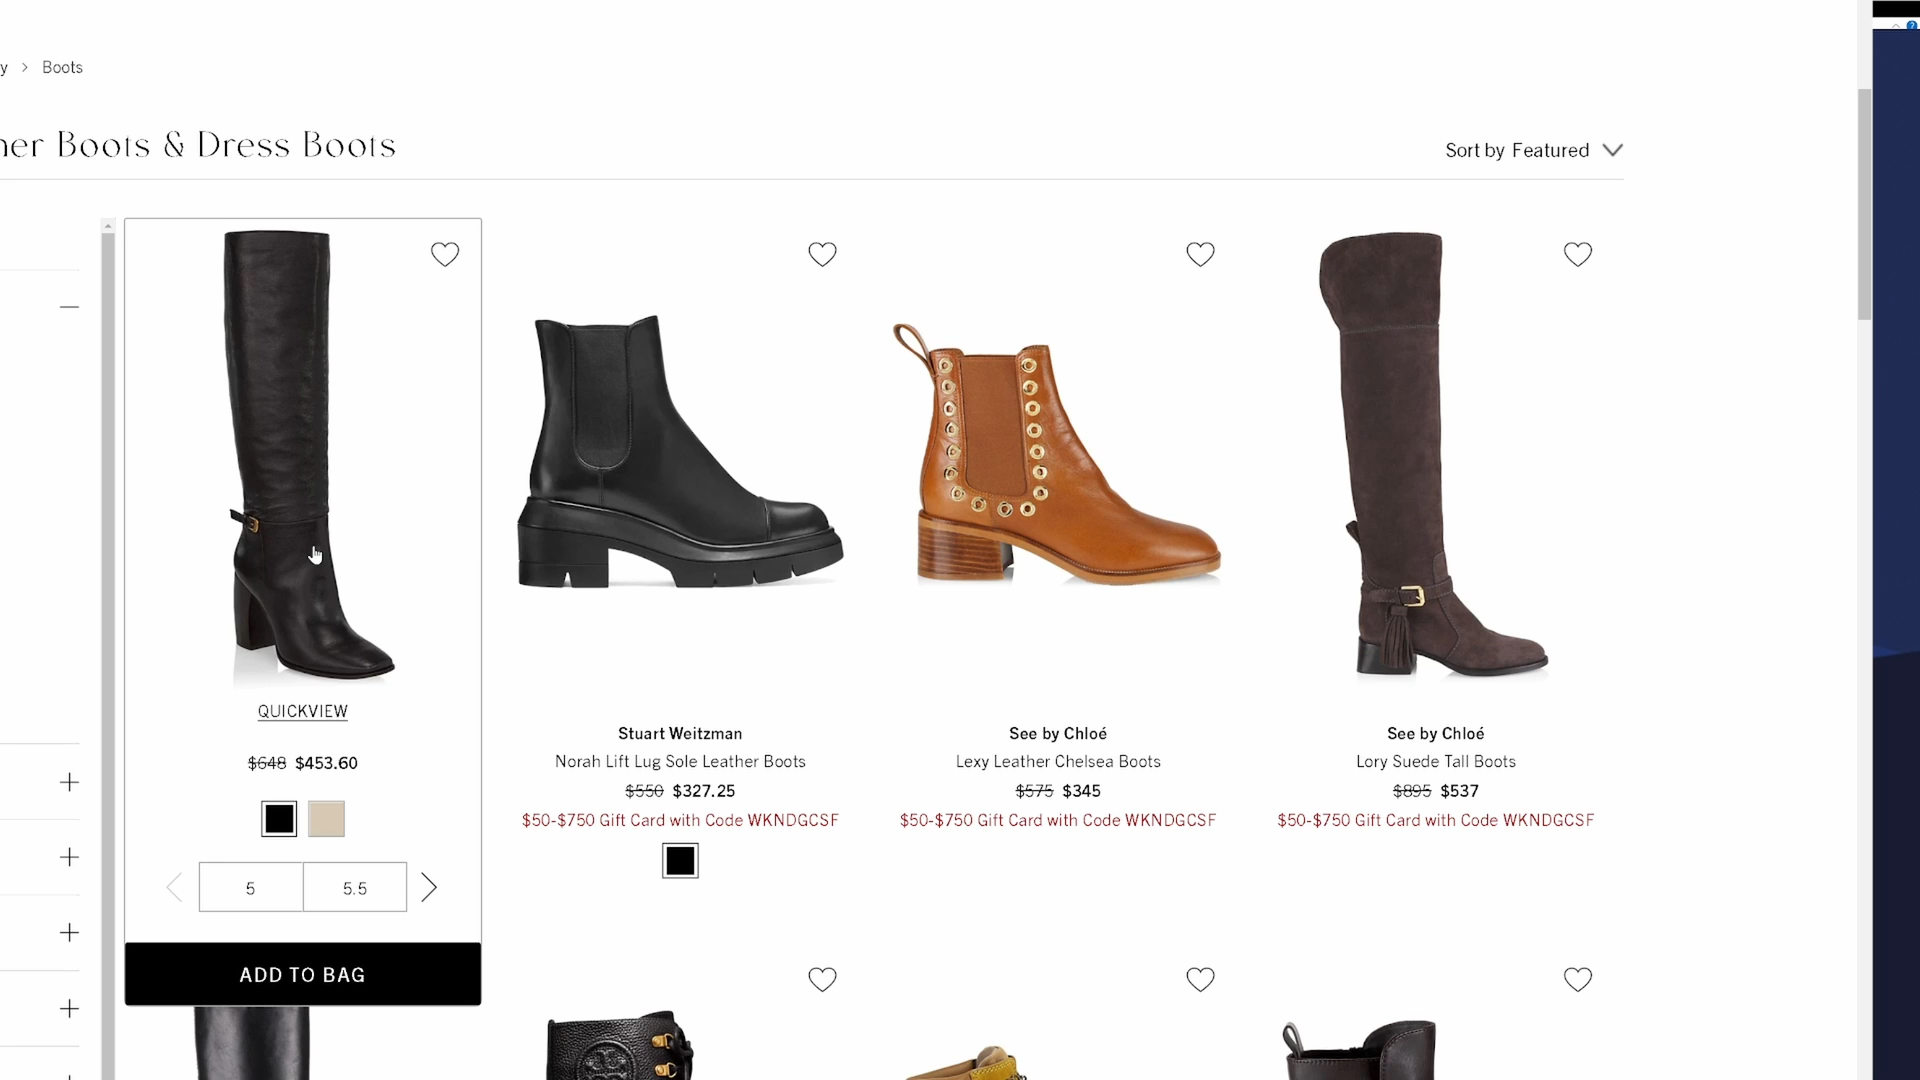 y > Boots
her Boots & Dress Boots
Sort by Featured
QUICKVIEW
$648 $453.60
5 5.5
ADD TO BAG
Stuart Weitzman
Norah Lift Lug Sole Leather Boots
$550 $327.25
$50-$750 Gift Card with Code WKNDGCSF
See by Chloé
Lexy Leather Chelsea Boots
$575 $345
$50-$750 Gift Card with Code WKNDGCSF
See by Chloé
Lory Suede Tall Boots
$895 $537
$50-$750 Gift Card with Code WKNDGCSF